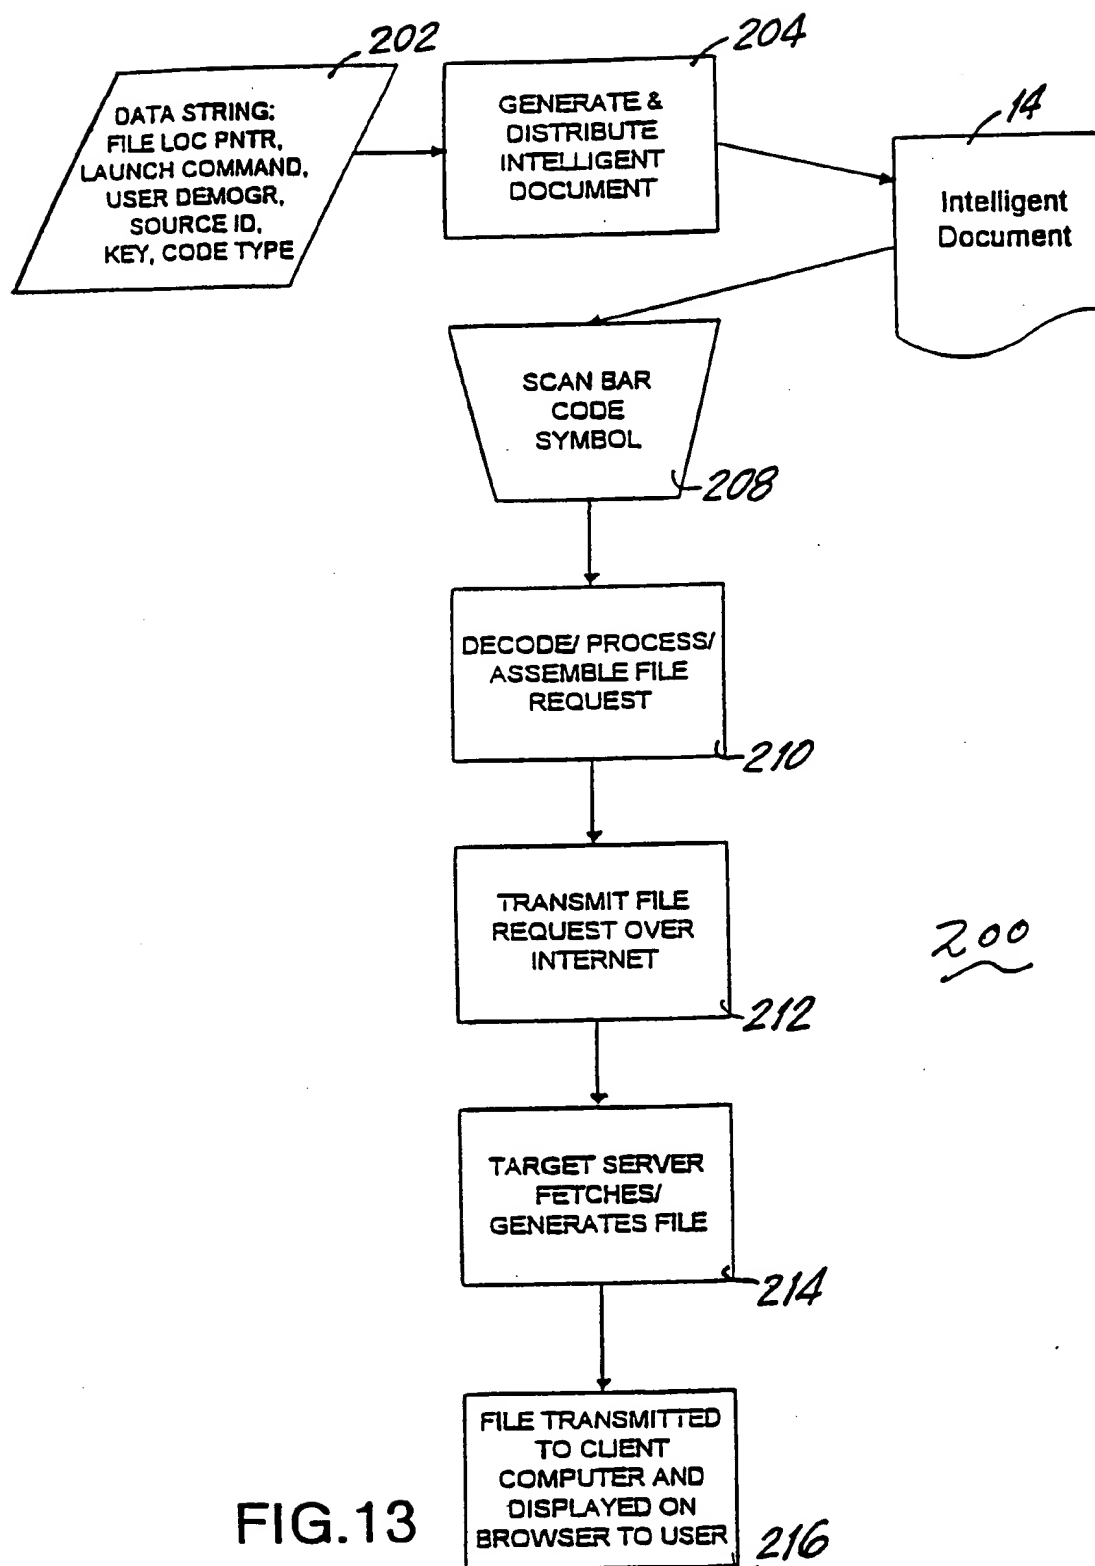 202
DATA STRING:
FILE LOC PNTR,
LAUNCH COMMAND,
USER DEMOGR,
SOURCE ID,
KEY, CODE TYPE
204
GENERATE &
DISTRIBUTE
INTELLIGENT
DOCUMENT
14
Intelligent
Document
SCAN BAR
CODE
SYMBOL
208
DECODE/ PROCESS/
ASSEMBLE FILE
REQUEST
210
TRANSMIT FILE
REQUEST OVER
INTERNET
212
200
TARGET SERVER
FETCHES/
GENERATES FILE
214
FILE TRANSMITTED
TO CLIENT
COMPUTER AND
DISPLAYED ON
BROWSER TO USER
216
FIG.13